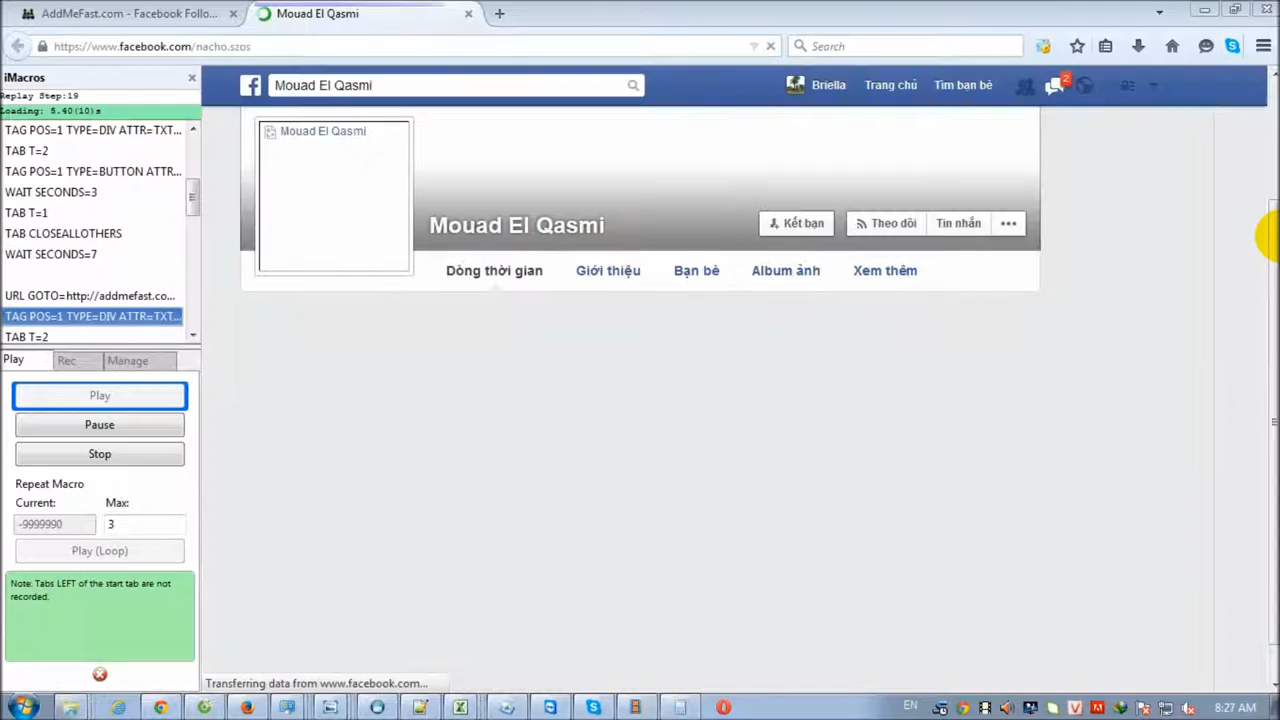 AddMeFast.com - Facebook Follo...
Mouad El Qasmi
https://www.facebook.com/nacho.szos
Search
iMacros
Replay Step:19
Loading: 5.40(10)s
TAG POS=1 TYPE=DIV ATTR=TXT...
TAB T=2
TAG POS=1 TYPE=BUTTON ATTR...
WAIT SECONDS=3
TAB T=1
TAB CLOSEALLOTHERS
WAIT SECONDS=7
URL GOTO=http://addmefast.co...
TAG POS=1 TYPE=DIV ATTR=TXT...
TAB T=2
Play
Rec
Manage
Play
Pause
Stop
Repeat Macro
Current:
Max:
-9999990
3
Play (Loop)
Note: Tabs LEFT of the start tab are not
recorded.
Mouad El Qasmi
Briella
Trang chủ
Tìm bạn bè
2
Mouad El Qasmi
Mouad El Qasmi
Kết bạn
Theo dõi
Tin nhắn
Dòng thời gian
Giới thiệu
Bạn bè
Album ảnh
Xem thêm
Transferring data from www.facebook.com...
EN
8:27 AM